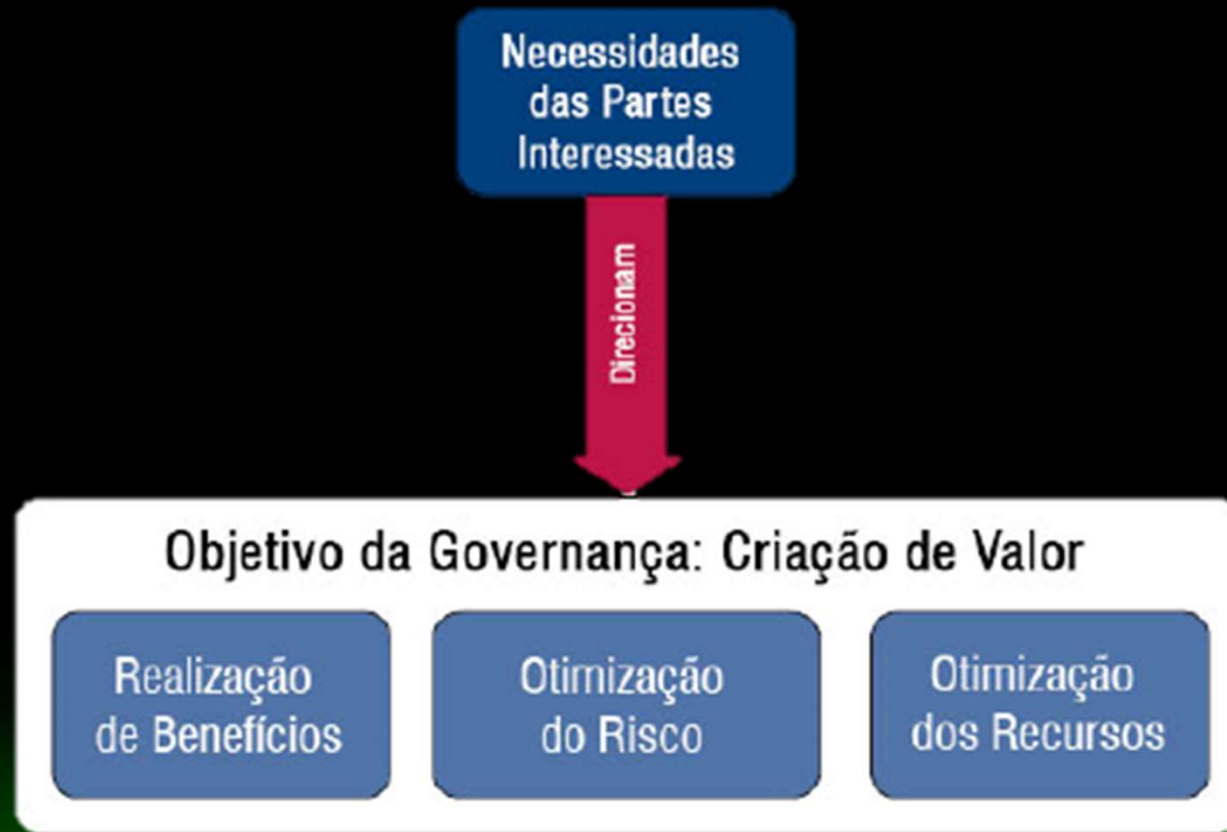 Necessidades
das Partes
Interessadas
Direcionam
Objetivo da Governança: Criação de Valor
Realização
de Benefícios
Otimização
do Risco
Otimização
dos Recursos